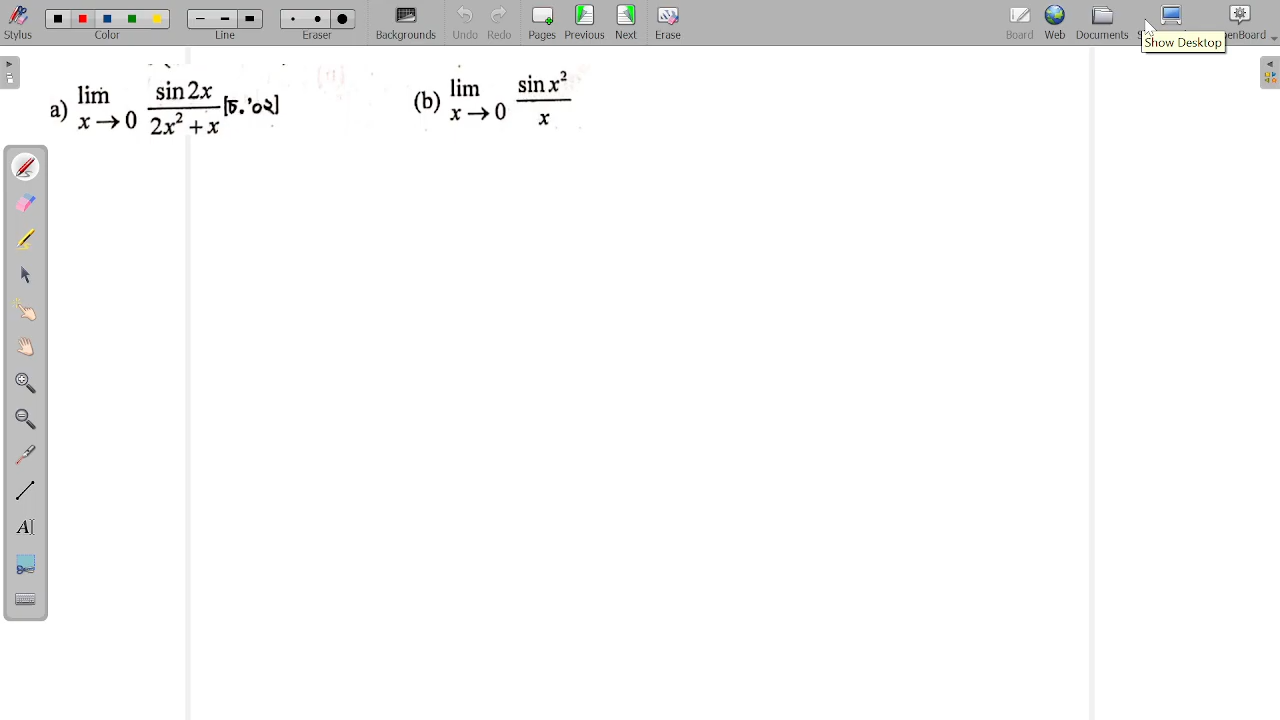 Stylus Color Line Eraser Backgrounds Undo Redo Pages Previous Next Erase Board Web Documents
Show Desktop
a) lim x→0 sin 2x / 2x² + x [চ.'০২]
(b) lim x→0 sin x² / x